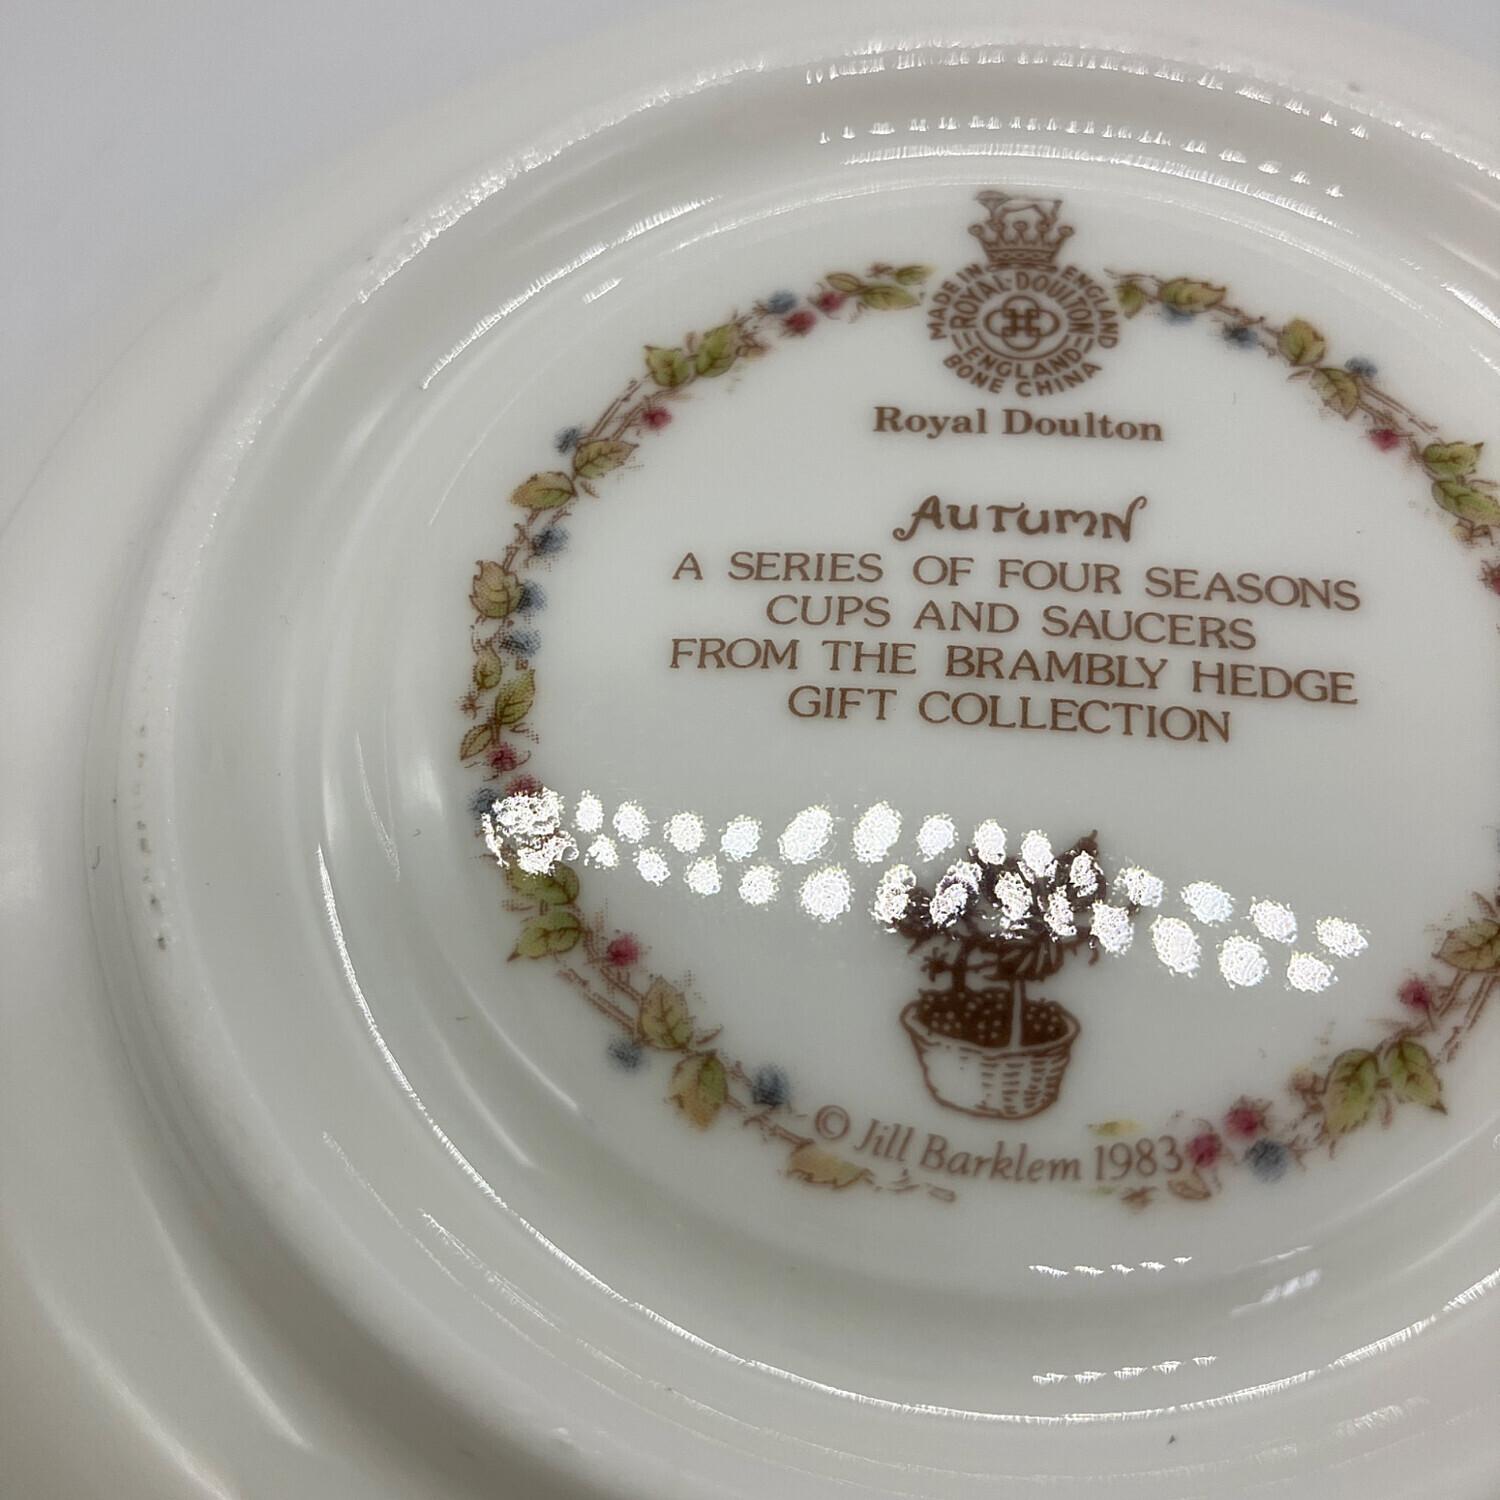 MADE IN ENGLAND
ROYAL·DOULTON
ENGLAND
BONE CHINA
Royal Doulton
AUTUMN
A SERIES OF FOUR SEASONS
CUPS AND SAUCERS
FROM THE BRAMBLY HEDGE
GIFT COLLECTION
© Jill Barklem 1983